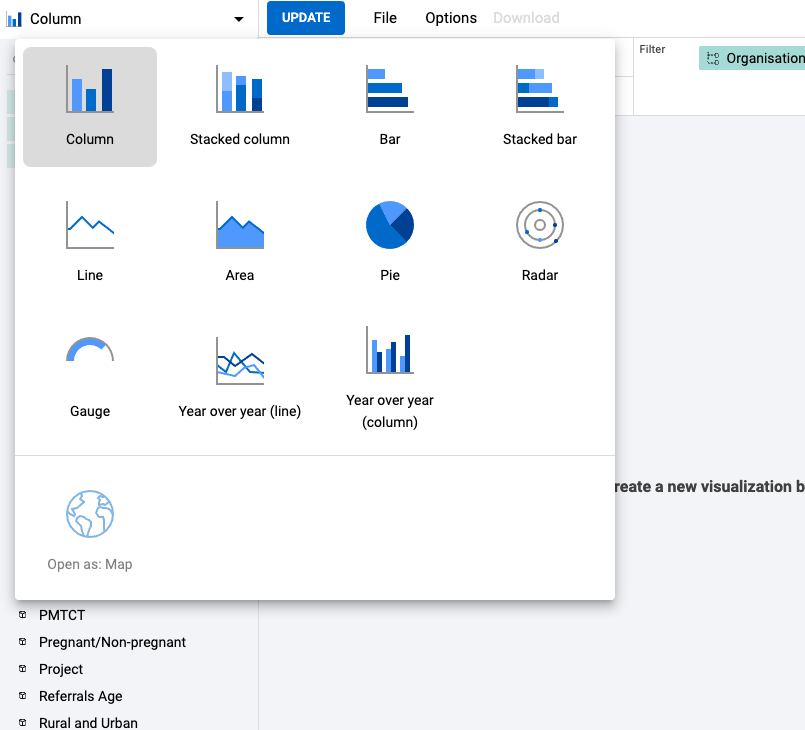 Column
UPDATE
File
Options
Download
Filter
Organisation
Column
Stacked column
Bar
Stacked bar
Line
Area
Pie
Radar
Gauge
Year over year (line)
Year over year
(column)
reate a new visualization b
Open as: Map
PMTCT
Pregnant/Non-pregnant
Project
Referrals Age
Rural and Urban